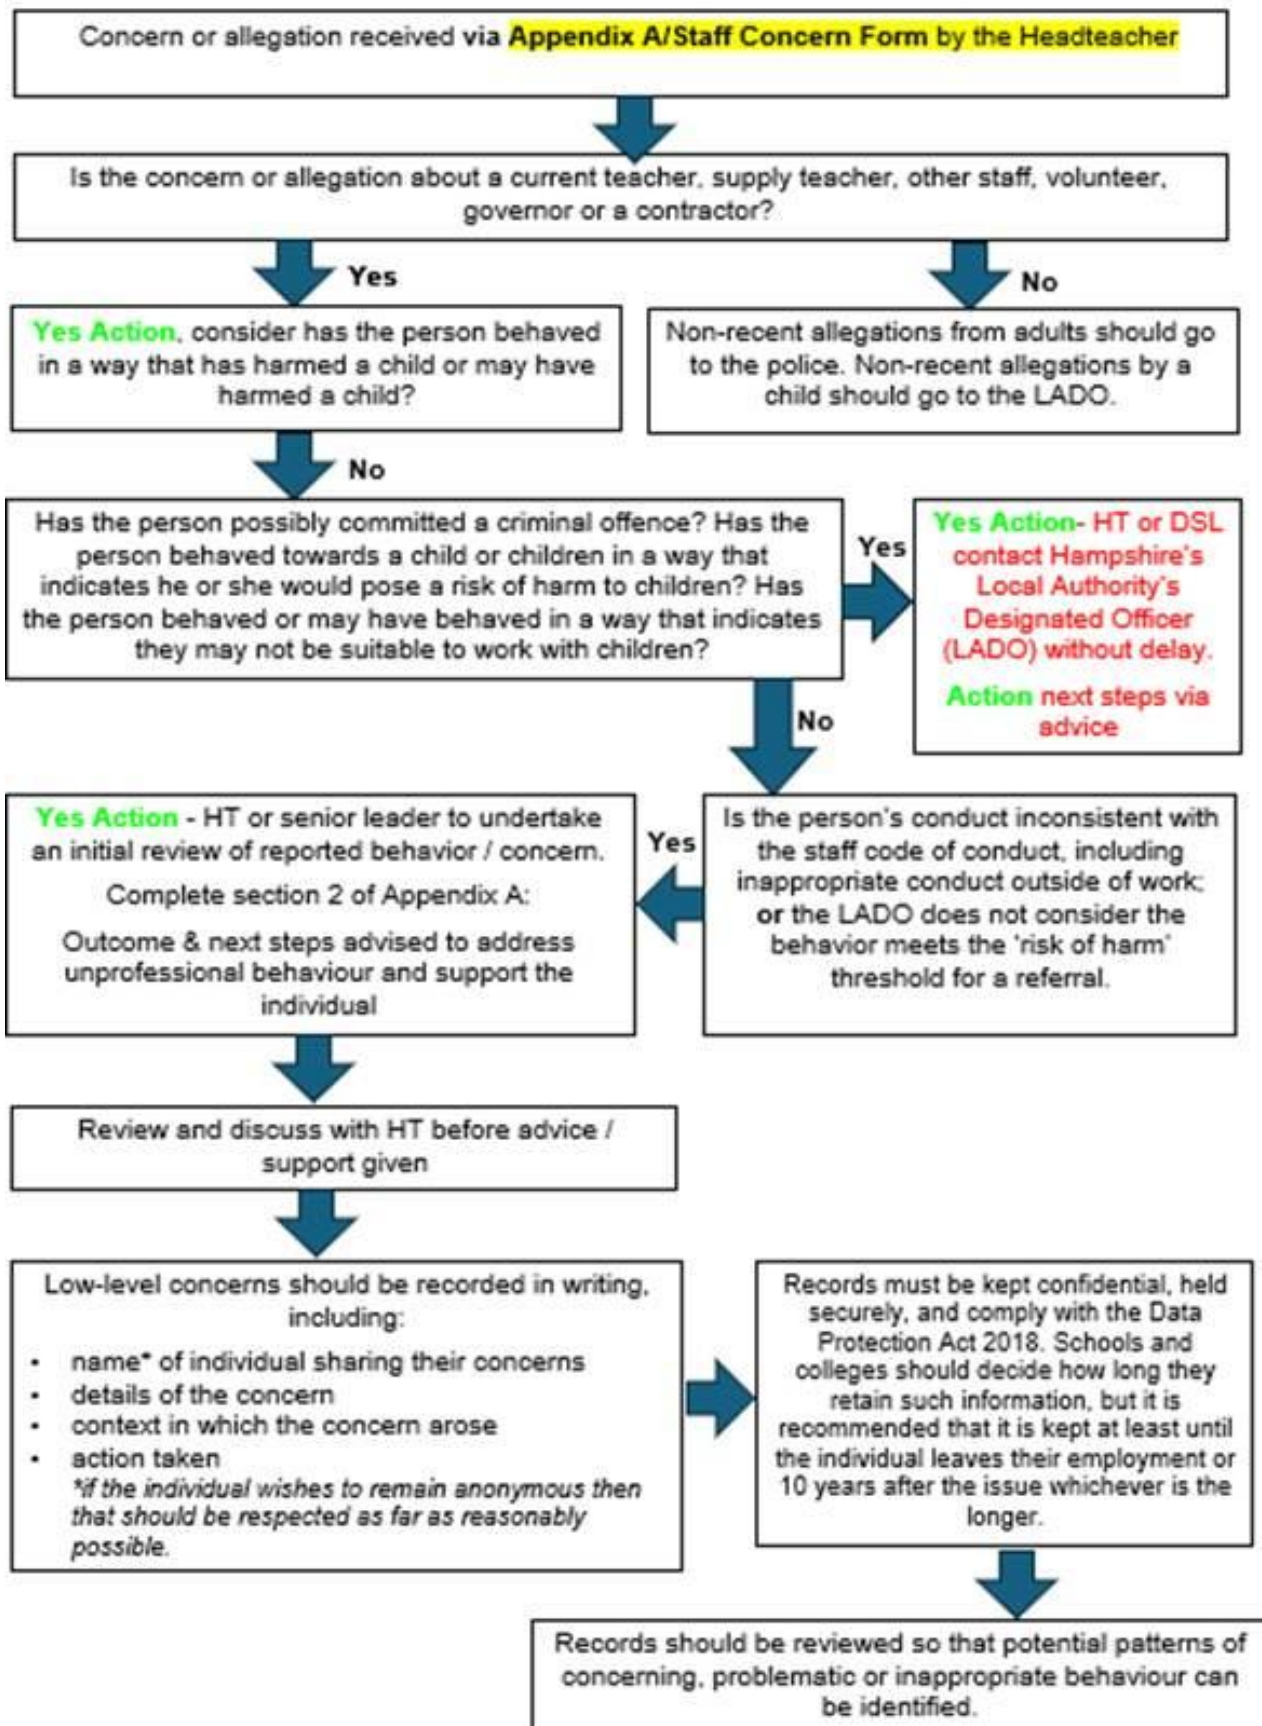 Concern or allegation received via Appendix A/Staff Concern Form by the Headteacher
Is the concern or allegation about a current teacher, supply teacher, other staff, volunteer,
governor or a contractor?
Yes
No
Yes Action, consider has the person behaved
in a way that has harmed a child or may have
harmed a child?
Non-recent allegations from adults should go
to the police. Non-recent allegations by a
child should go to the LADO.
No
Has the person possibly committed a criminal offence? Has the
person behaved towards a child or children in a way that
indicates he or she would pose a risk of harm to children? Has
the person behaved or may have behaved in a way that indicates
they may not be suitable to work with children?
Yes
Yes Action- HT or DSL
contact Hampshire's
Local Authority's
Designated Officer
(LADO) without delay.
Action next steps via
advice
No
Is the person's conduct inconsistent with
the staff code of conduct, including
inappropriate conduct outside of work;
or the LADO does not consider the
behavior meets the 'risk of harm'
threshold for a referral.
Yes
Yes Action - HT or senior leader to undertake
an initial review of reported behavior / concern.
Complete section 2 of Appendix A:
Outcome & next steps advised to address
unprofessional behaviour and support the
individual
Review and discuss with HT before advice /
support given
Low-level concerns should be recorded in writing,
including:
• name* of individual sharing their concerns
• details of the concern
• context in which the concern arose
• action taken
*if the individual wishes to remain anonymous then
that should be respected as far as reasonably
possible.
Records must be kept confidential, held
securely, and comply with the Data
Protection Act 2018. Schools and
colleges should decide how long they
retain such information, but it is
recommended that it is kept at least until
the individual leaves their employment or
10 years after the issue whichever is the
longer.
Records should be reviewed so that potential patterns of
concerning, problematic or inappropriate behaviour can
be identified.